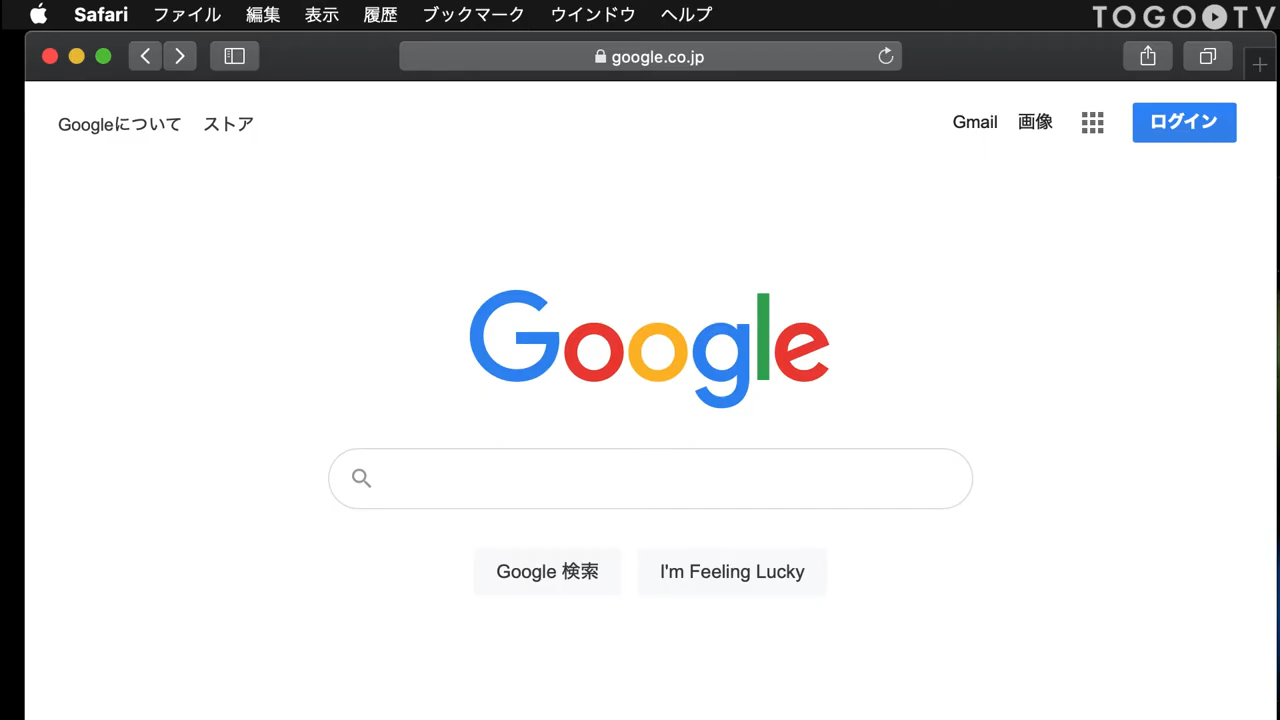 Safari ファイル 編集 表示 履歴 ブックマーク ウインドウ ヘルプ
TOGOTV
google.co.jp
Googleについて ストア
Gmail 画像 ログイン
Google
Google 検索 I'm Feeling Lucky